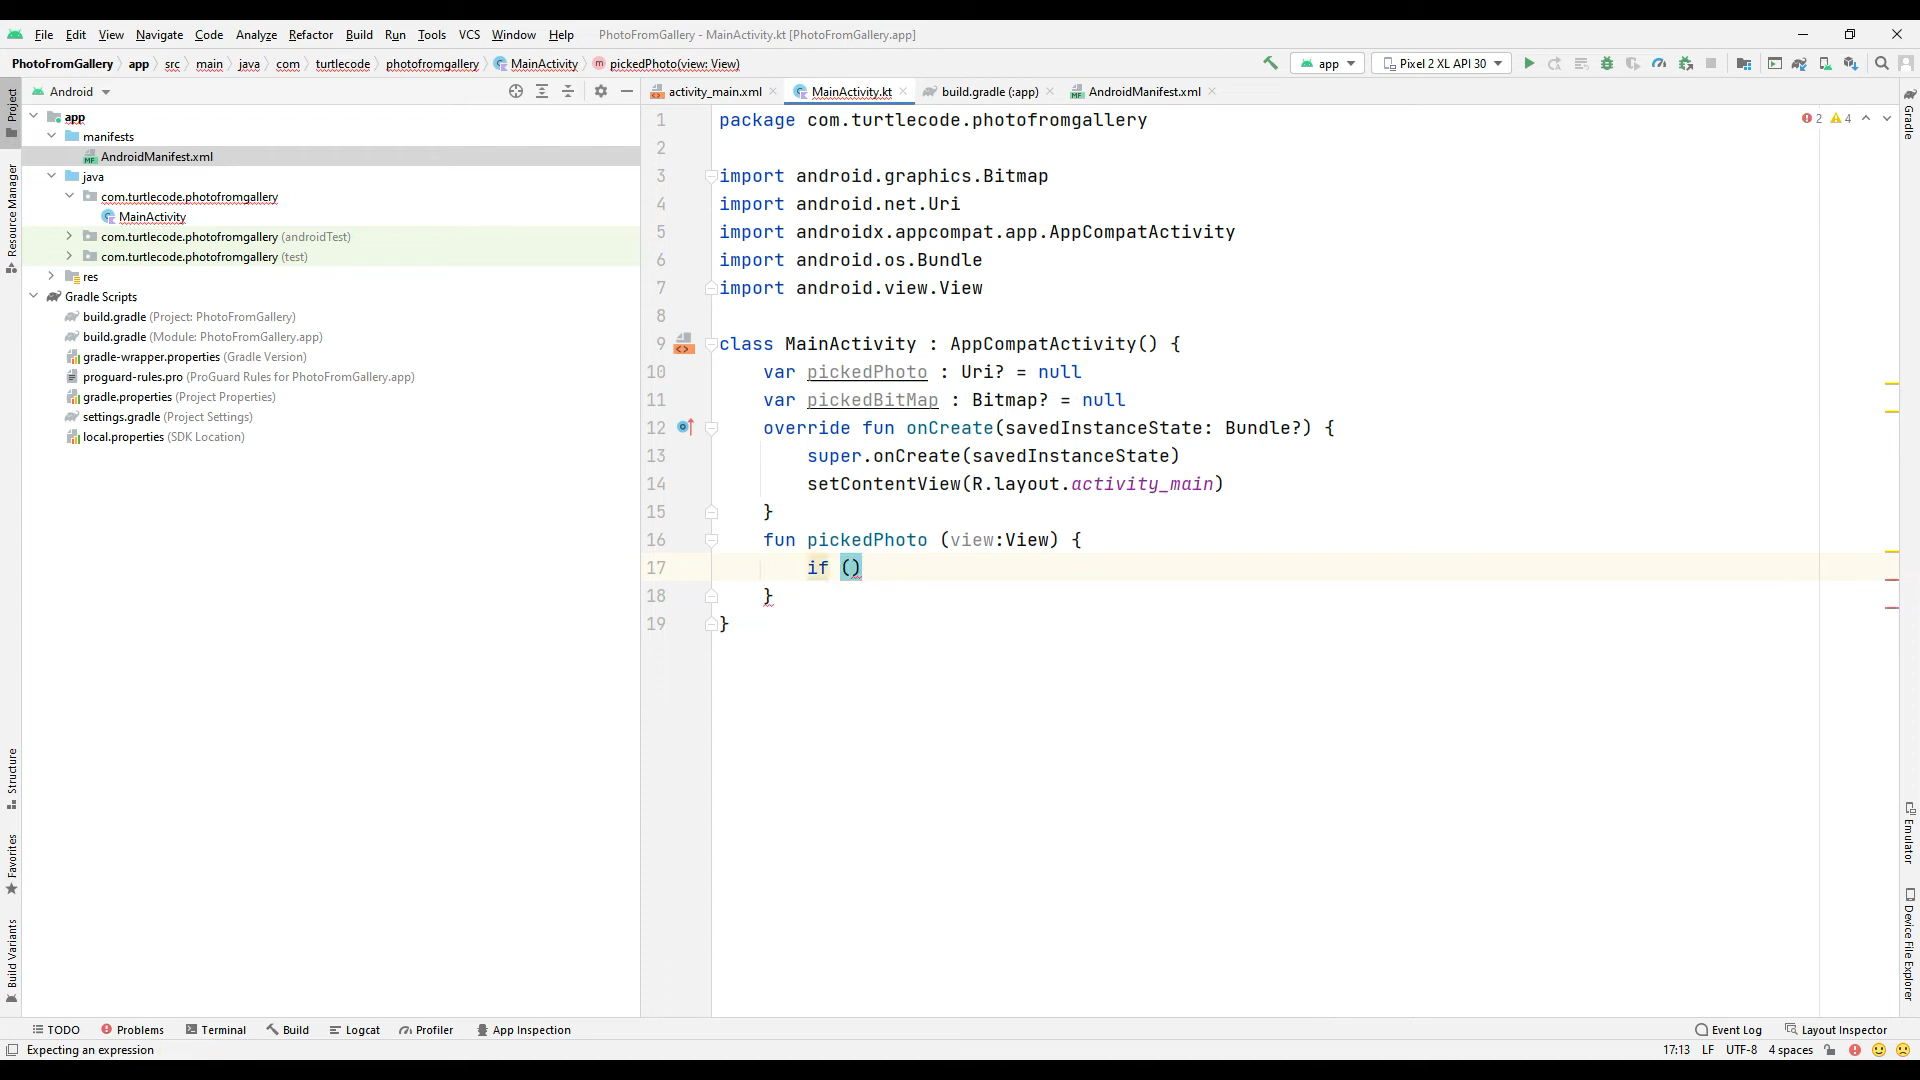 File Edit View Navigate Code Analyze Refactor Build Run Tools VCS Window Help PhotoFromGallery - MainActivity.kt [PhotoFromGallery.app]
PhotoFromGallery app src main java com turtlecode photofromgallery MainActivity pickedPhoto(view: View) app Pixel 2 XL API 30
Android
activity_main.xml MainActivity.kt build.gradle (:app) AndroidManifest.xml
Project
Resource Manager
Structure
Favorites
Build Variants
app
manifests
AndroidManifest.xml
java
com.turtlecode.photofromgallery
MainActivity
com.turtlecode.photofromgallery (androidTest)
com.turtlecode.photofromgallery (test)
res
Gradle Scripts
build.gradle (Project: PhotoFromGallery)
build.gradle (Module: PhotoFromGallery.app)
gradle-wrapper.properties (Gradle Version)
proguard-rules.pro (ProGuard Rules for PhotoFromGallery.app)
gradle.properties (Project Properties)
settings.gradle (Project Settings)
local.properties (SDK Location)
2 4
1 package com.turtlecode.photofromgallery
2
3 import android.graphics.Bitmap
4 import android.net.Uri
5 import androidx.appcompat.app.AppCompatActivity
6 import android.os.Bundle
7 import android.view.View
8
9 class MainActivity : AppCompatActivity() {
10 var pickedPhoto : Uri? = null
11 var pickedBitMap : Bitmap? = null
12 override fun onCreate(savedInstanceState: Bundle?) {
13 super.onCreate(savedInstanceState)
14 setContentView(R.layout.activity_main)
15 }
16 fun pickedPhoto (view:View) {
17 if ()
18 }
19 }
Gradle
Emulator
Device File Explorer
TODO Problems Terminal Build Logcat Profiler App Inspection Event Log Layout Inspector
Expecting an expression 17:13 LF UTF-8 4 spaces